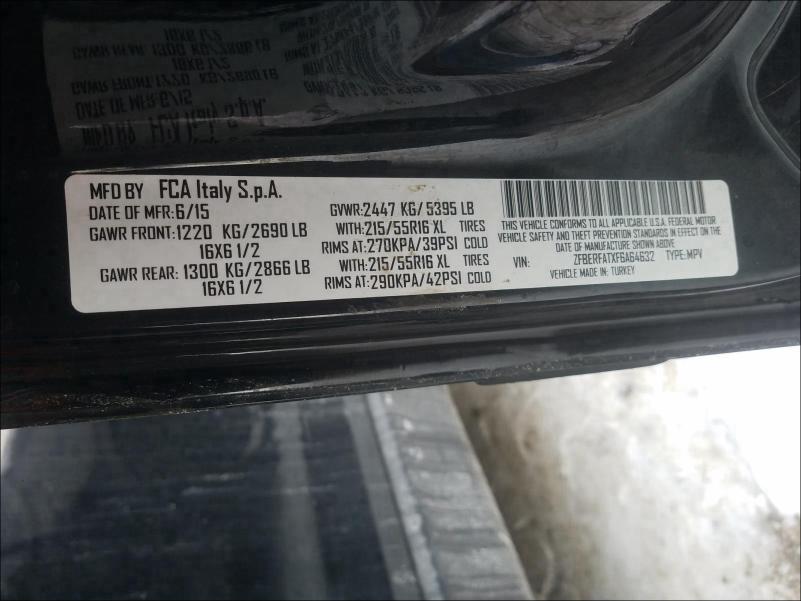 MFD BY FCA Italy S.p.A.
DATE OF MFR:6/15
GAWR FRONT:1220 KG/2690 LB
16X6 1/2
GAWR REAR: 1300 KG/2866 LB
16X6 1/2
GVWR:2447 KG/5395 LB
WITH:215/55R16 XL TIRES
RIMS AT:270KPA/39PSI COLD
WITH:215/55R16 XL TIRES
RIMS AT:290KPA/42PSI COLD
THIS VEHICLE CONFORMS TO ALL APPLICABLE U.S.A. FEDERAL MOTOR
VEHICLE SAFETY AND THEFT PREVENTION STANDARDS IN EFFECT ON THE
DATE OF MANUFACTURE SHOWN ABOVE
VIN: ZFBERFATXF6A64632 TYPE:MPV
VEHICLE MADE IN: TURKEY